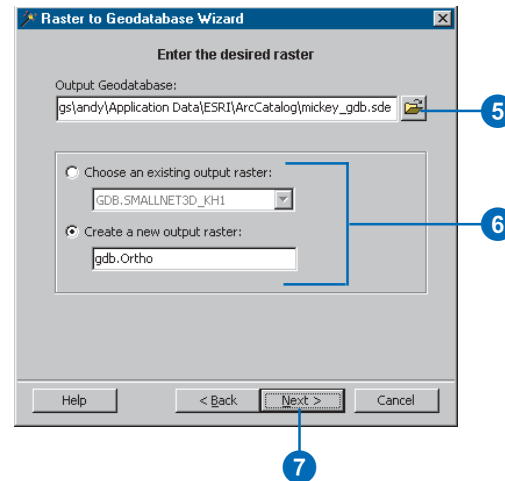 Raster to Geodatabase Wizard
Enter the desired raster
Output Geodatabase:
gs\andy\Application Data\ESRI\ArcCatalog\mickey_gdb.sde
5
Choose an existing output raster:
GDB.SMALLNET3D_KH1
6
Create a new output raster:
gdb.Ortho
Help < Back Next > Cancel
7